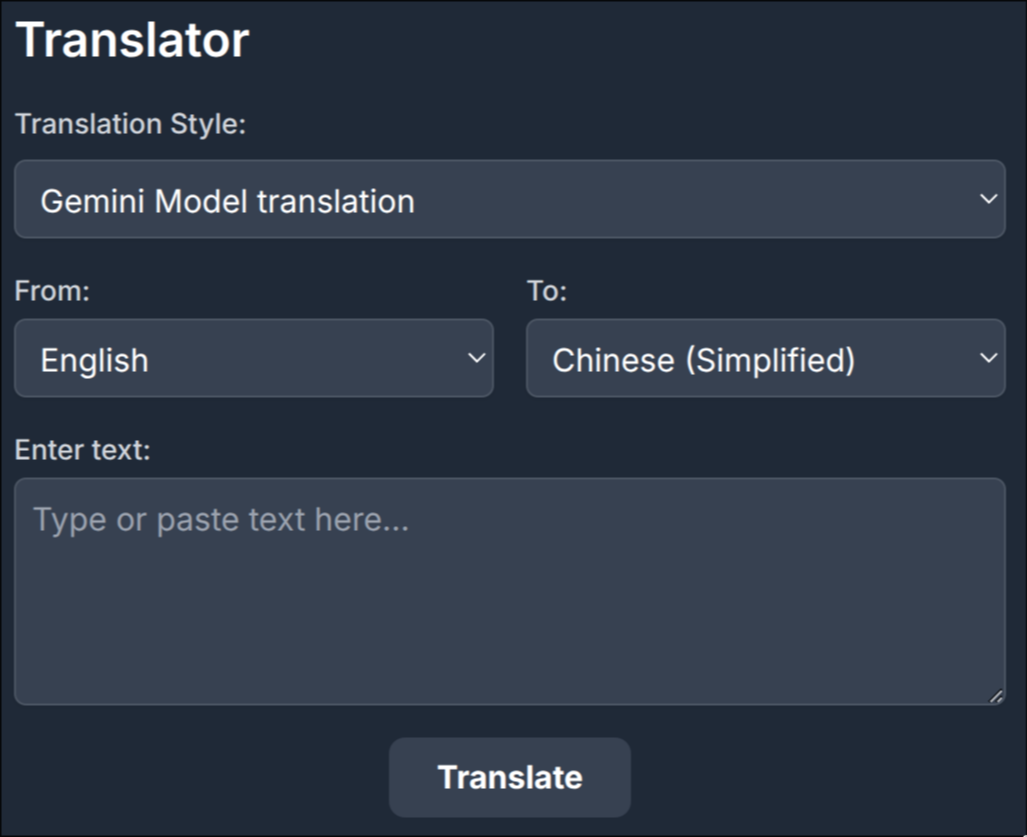 Translator
Translation Style:
Gemini Model translation
From:
To:
English
Chinese (Simplified)
Enter text:
Type or paste text here...
Translate